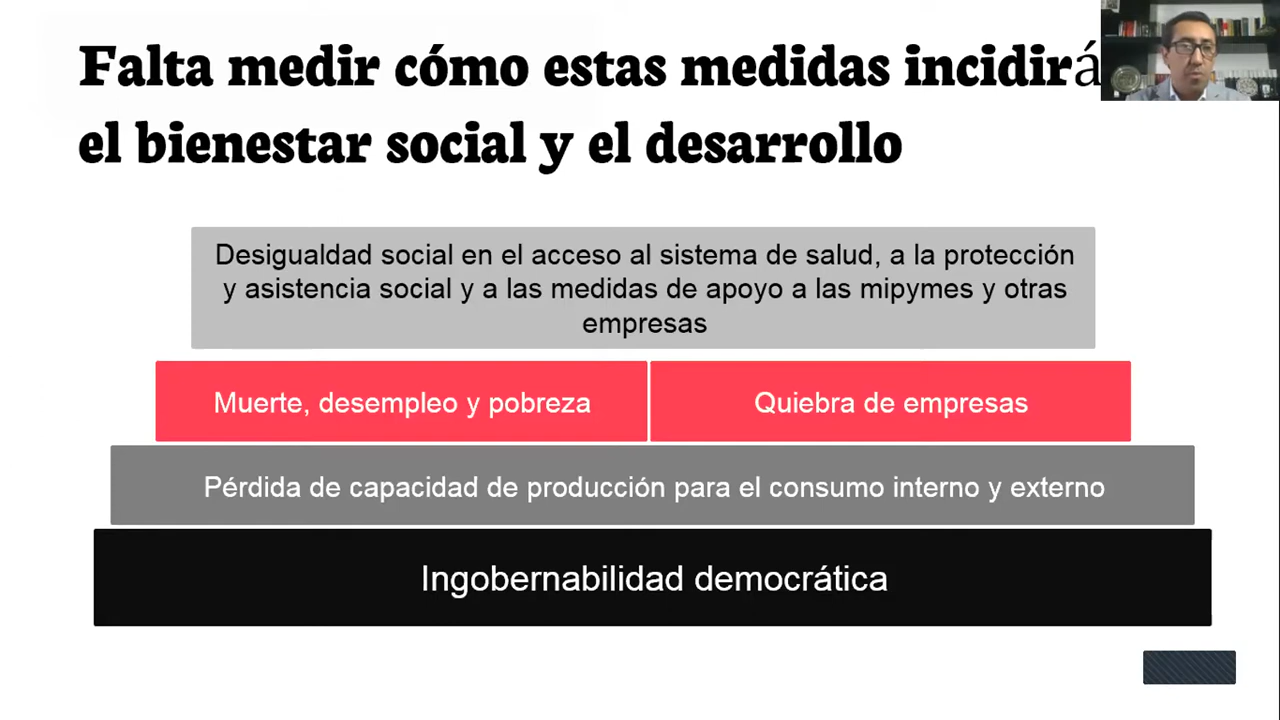 Falta medir cómo estas medidas incidirá
el bienestar social y el desarrollo
Desigualdad social en el acceso al sistema de salud, a la protección
y asistencia social y a las medidas de apoyo a las mipymes y otras
empresas
Muerte, desempleo y pobreza
Quiebra de empresas
Pérdida de capacidad de producción para el consumo interno y externo
Ingobernabilidad democrática